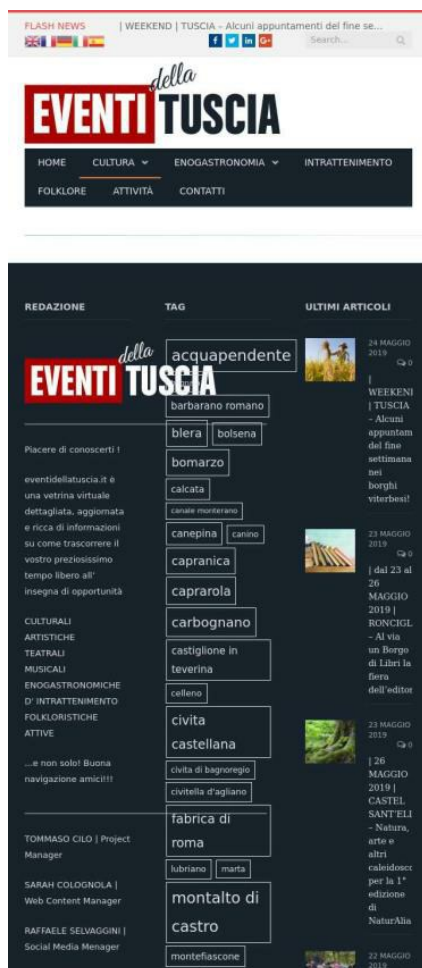 FLASH NEWS
| WEEKEND | TUSCIA – Alcuni appuntamenti del fine se...
Search...
della
EVENTI TUSCIA
HOME
CULTURA
ENOGASTRONOMIA
INTRATTENIMENTO
FOLKLORE
ATTIVITÀ
CONTATTI
REDAZIONE
della
EVENTI TUSCIA
Piacere di conoscerti !
eventidellatuscia.it è
una vetrina virtuale
dettagliata, aggiornata
e ricca di informazioni
su come trascorrere il
vostro preziosissimo
tempo libero all'
insegna di opportunità
CULTURALI
ARTISTICHE
TEATRALI
MUSICALI
ENOGASTRONOMICHE
D' INTRATTENIMENTO
FOLKLORISTICHE
ATTIVE
...e non solo! Buona
navigazione amici!!!
TOMMASO CILO | Project
Manager
SARAH COLOGNOLA |
Web Content Manager
RAFFAELE SELVAGGINI |
Social Media Menager
TAG
acquapendente
barbarano romano
blera
bolsena
bomarzo
calcata
canale monterano
canepina
canino
capranica
caprarola
carbognano
castiglione in
teverina
celleno
civita
castellana
civita di bagnoregio
civitella d'agliano
fabrica di
roma
lubriano
marta
montalto di
castro
montefiascone
ULTIMI ARTICOLI
24 MAGGIO
2019
0
|
WEEKEND
| TUSCIA
– Alcuni
appuntam
del fine
settimana
nei
borghi
viterbesi!
23 MAGGIO
2019
0
| dal 23 al
26
MAGGIO
2019 |
RONCIGL
– Al via
un Borgo
di Libri la
fiera
dell'editor
23 MAGGIO
2019
0
| 26
MAGGIO
2019 |
CASTEL
SANT'ELI
– Natura,
arte e
altri
caleidosco
per la 1°
edizione
di
NaturAlia
22 MAGGIO
2019